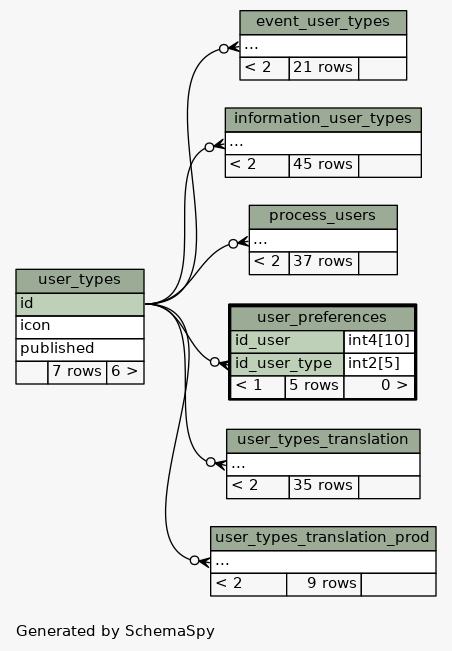 event_user_types
...
< 2 21 rows
information_user_types
...
< 2 45 rows
process_users
...
< 2 37 rows
user_types
id
icon
published
7 rows 6 >
user_preferences
id_user int4[10]
id_user_type int2[5]
< 1 5 rows 0 >
user_types_translation
...
< 2 35 rows
user_types_translation_prod
...
< 2 9 rows
Generated by SchemaSpy